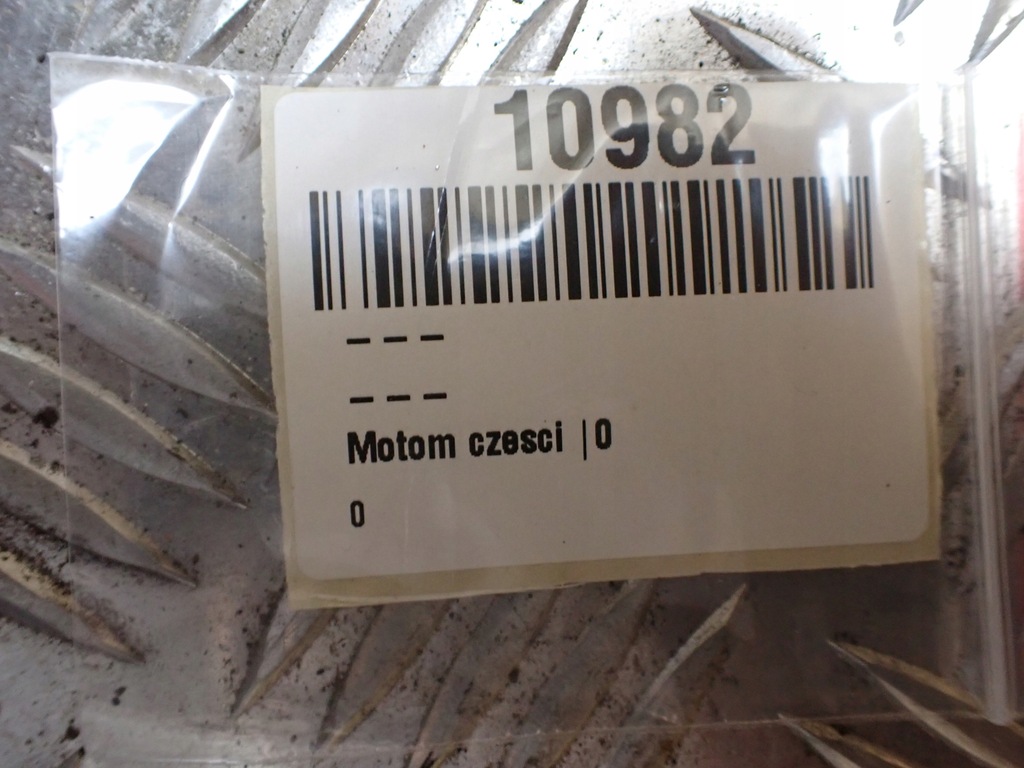 10982
---
---
Motom czesci |0
0